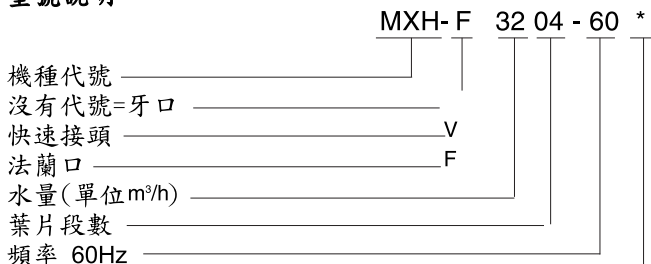 型號說明
MXH- F 32 04 - 60 *
機種代號
沒有代號=牙口
快速接頭 V
法蘭口 F
水量(單位m³/h)
葉片段數
頻率 60Hz